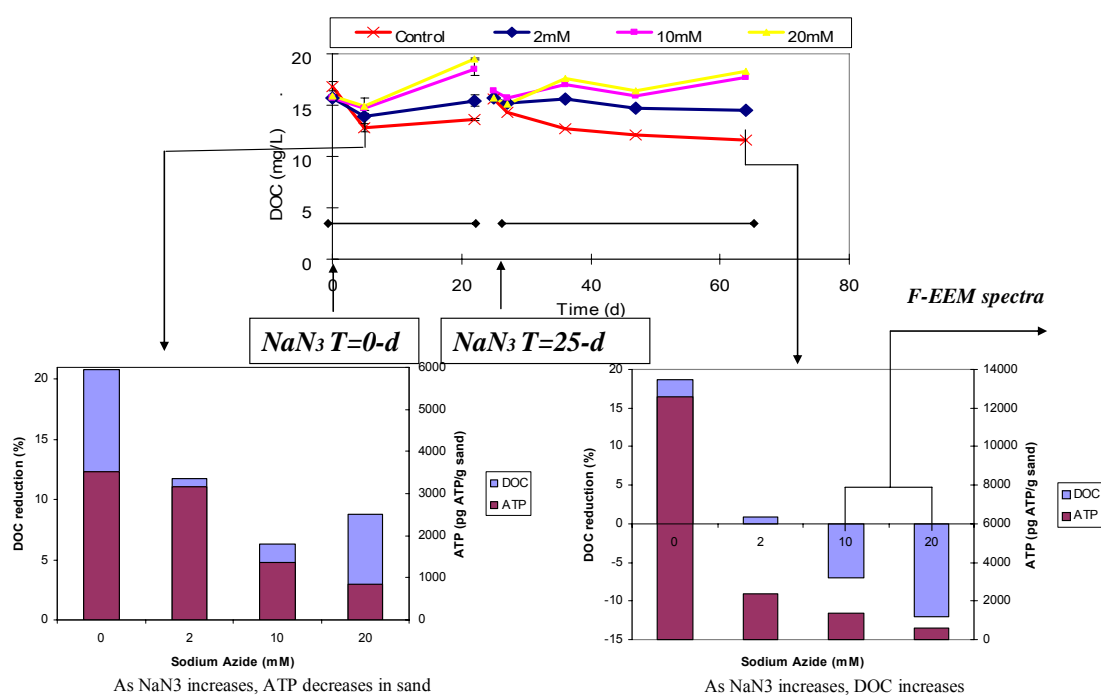 Control 2mM 10mM 20mM
20
15
10
5
0
DOC (mg/L)
0 20 40 60 80
Time (d)
F-EEM spectra
NaN3 T=0-d NaN3 T=25-d
20
15
10
5
0
DOC reduction (%)
6000
5000
4000
3000
2000
1000
0
ATP (pg ATP/g sand)
DOC
ATP
0 2 10 20
Sodium Azide (mM)
As NaN3 increases, ATP decreases in sand
20
15
10
5
0
-5
-10
-15
DOC reduction (%)
14000
12000
10000
8000
6000
4000
2000
0
ATP (pg ATP/g sand)
DOC
ATP
0 2 10 20
Sodium Azide (mM)
As NaN3 increases, DOC increases